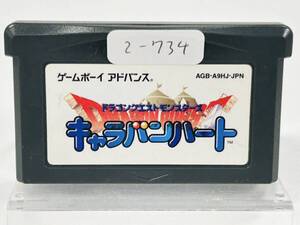 2-734
ゲームボーイ アドバンス® AGB-A9HJ-JPN
ドラゴンクエストモンスターズ
DRAGON QUEST
キャラバンハート™